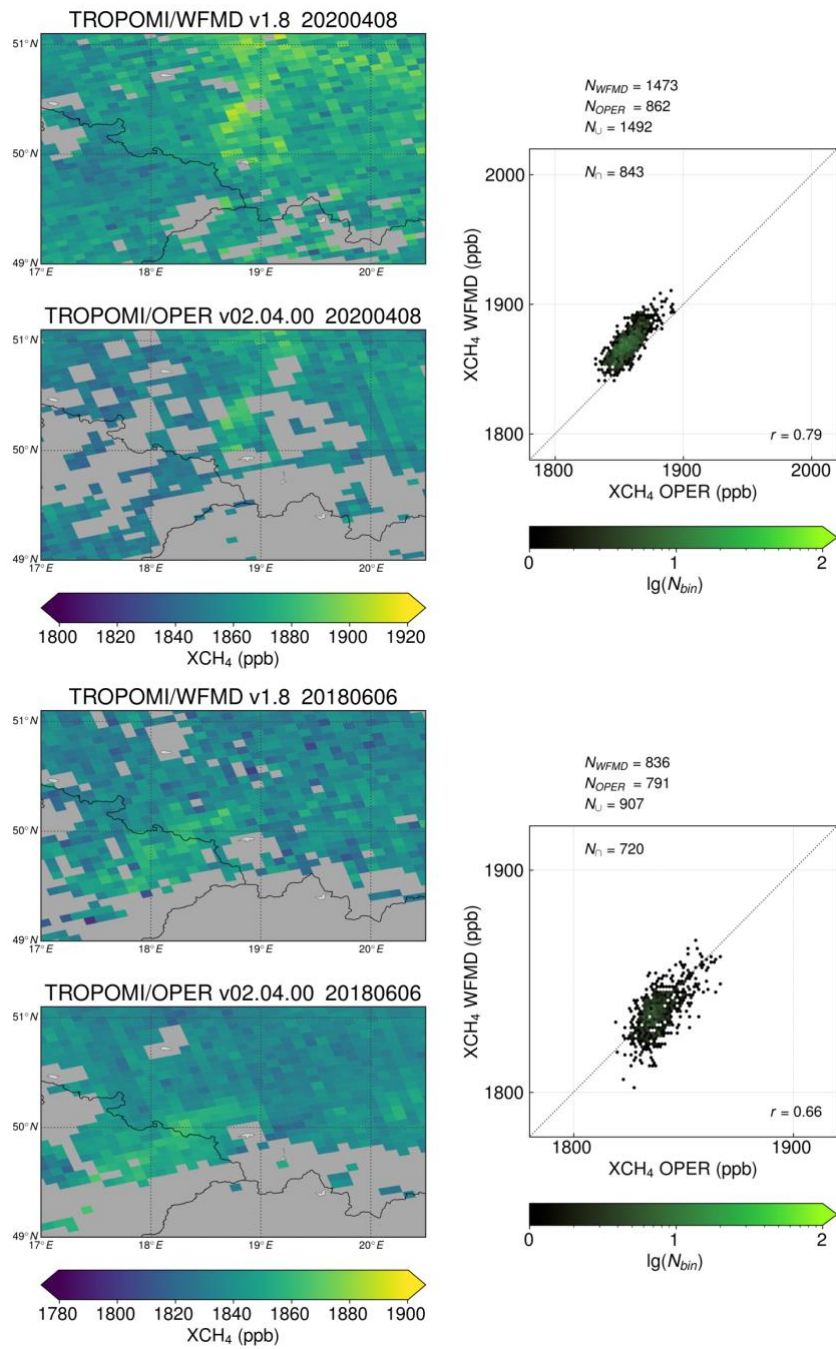 TROPOMI/WFMD v1.8 20200408
51°N
50°N
49°N
17°E 18°E 19°E 20°E
TROPOMI/OPER v02.04.00 20200408
51°N
50°N
49°N
17°E 18°E 19°E 20°E
1800 1820 1840 1860 1880 1900 1920
XCH₄ (ppb)
N_WFMD = 1473
N_OPER = 862
N_∪ = 1492
N_∩ = 843
2000
1900
1800
XCH₄ WFMD (ppb)
r = 0.79
1800 1900 2000
XCH₄ OPER (ppb)
0 1 2
lg(N_bin)
TROPOMI/WFMD v1.8 20180606
51°N
50°N
49°N
17°E 18°E 19°E 20°E
TROPOMI/OPER v02.04.00 20180606
51°N
50°N
49°N
17°E 18°E 19°E 20°E
1780 1800 1820 1840 1860 1880 1900
XCH₄ (ppb)
N_WFMD = 836
N_OPER = 791
N_∪ = 907
N_∩ = 720
1900
1800
XCH₄ WFMD (ppb)
r = 0.66
1800 1900
XCH₄ OPER (ppb)
0 1 2
lg(N_bin)